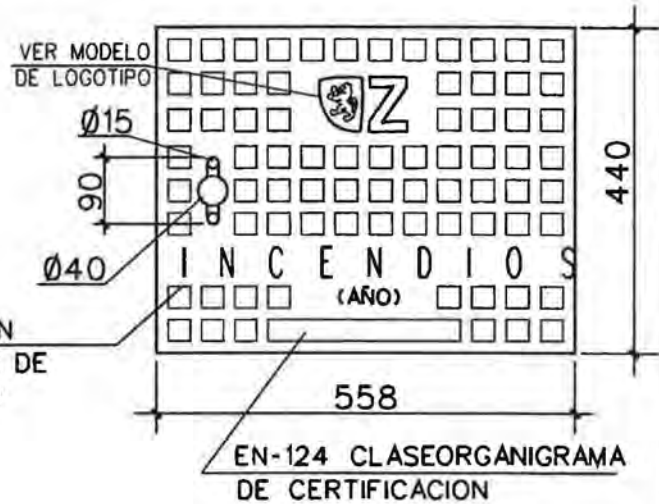 VER MODELO
DE LOGOTIPO
Z
Ø15
90
Ø40
440
INCENDIOS
(AÑO)
N
DE
558
EN-124 CLASEORGANIGRAMA
DE CERTIFICACION